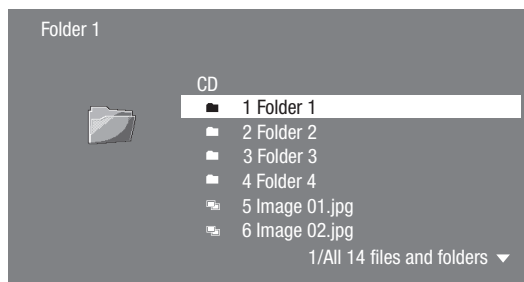 Folder 1
CD
1 Folder 1
2 Folder 2
3 Folder 3
4 Folder 4
5 Image 01.jpg
6 Image 02.jpg
1/All 14 files and folders ▼